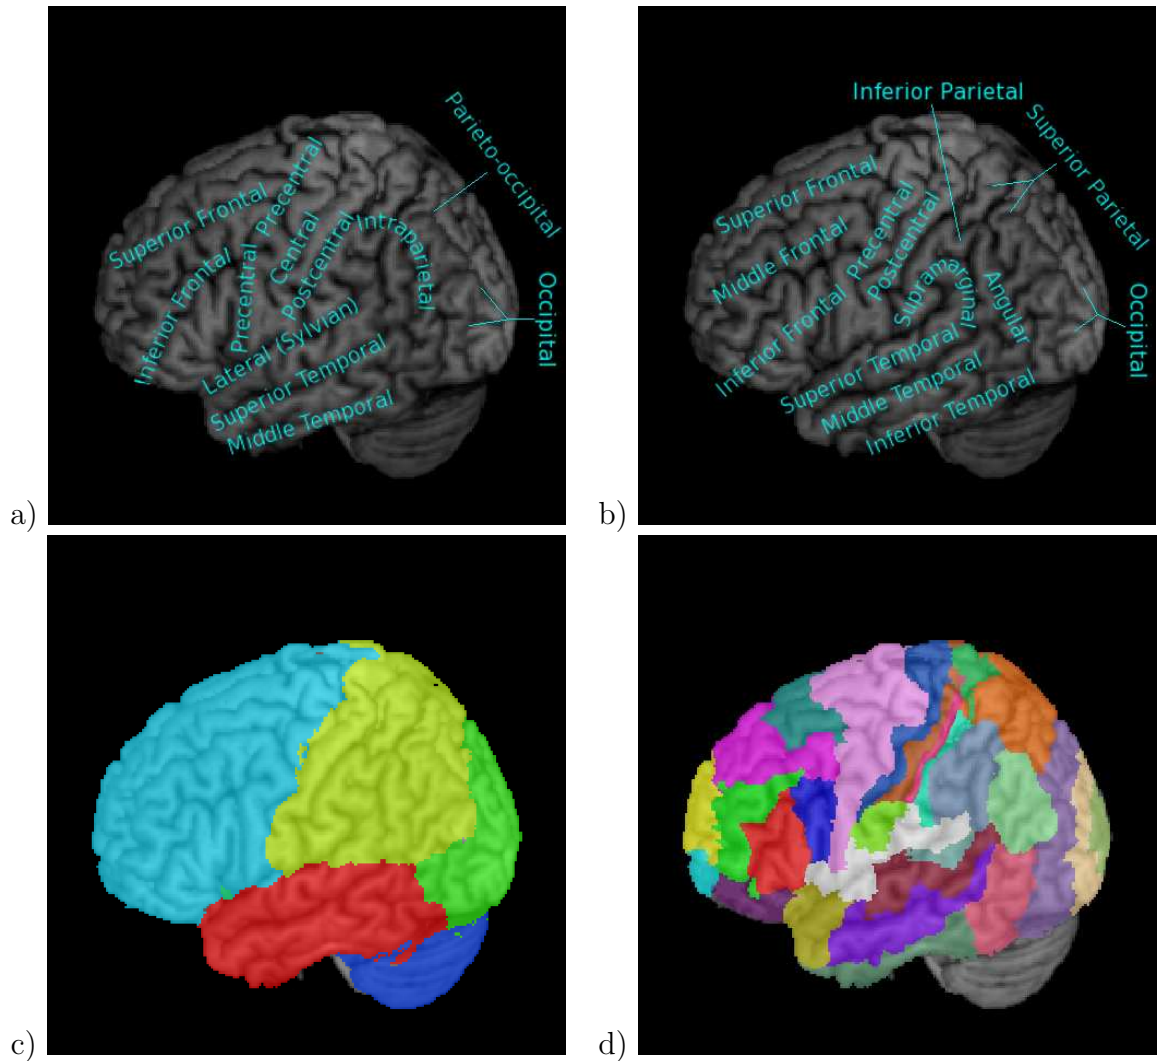 Parieto-occipital
Precentral
Superior Frontal
Intraparietal
Central
Postcentral
Inferior Frontal
Precentral
Occipital
Lateral (Sylvian)
Superior Temporal
Middle Temporal
a)
Inferior Parietal
Superior Parietal
Superior Frontal
Precentral
Postcentral
Middle Frontal
Supramarginal
Angular
Inferior Frontal
Occipital
Superior Temporal
Middle Temporal
Inferior Temporal
b)
c)
d)